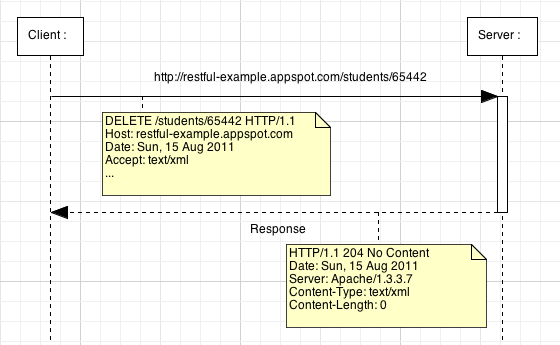 Client :
Server :
http://restful-example.appspot.com/students/65442
DELETE /students/65442 HTTP/1.1
Host: restful-example.appspot.com
Date: Sun, 15 Aug 2011
Accept: text/xml
...
Response
HTTP/1.1 204 No Content
Date: Sun, 15 Aug 2011
Server: Apache/1.3.3.7
Content-Type: text/xml
Content-Length: 0